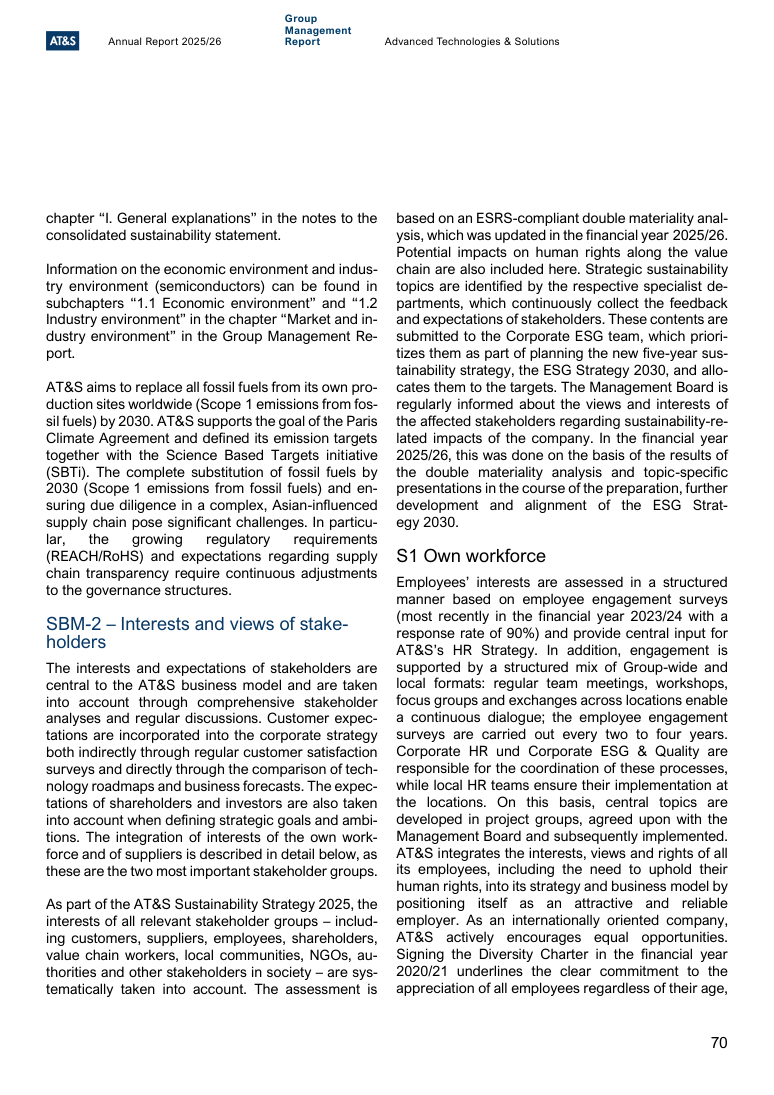 AT&S
Annual Report 2025/26
Group
Management
Report
Advanced Technologies & Solutions
chapter “I. General explanations” in the notes to the
consolidated sustainability statement.
Information on the economic environment and indus-
try environment (semiconductors) can be found in
subchapters “1.1 Economic environment” and “1.2
Industry environment” in the chapter “Market and in-
dustry environment” in the Group Management Re-
port.
AT&S aims to replace all fossil fuels from its own pro-
duction sites worldwide (Scope 1 emissions from fos-
sil fuels) by 2030. AT&S supports the goal of the Paris
Climate Agreement and defined its emission targets
together with the Science Based Targets initiative
(SBTi). The complete substitution of fossil fuels by
2030 (Scope 1 emissions from fossil fuels) and en-
suring due diligence in a complex, Asian-influenced
supply chain pose significant challenges. In particu-
lar, the growing regulatory requirements
(REACH/RoHS) and expectations regarding supply
chain transparency require continuous adjustments
to the governance structures.
SBM-2 – Interests and views of stake-
holders
The interests and expectations of stakeholders are
central to the AT&S business model and are taken
into account through comprehensive stakeholder
analyses and regular discussions. Customer expec-
tations are incorporated into the corporate strategy
both indirectly through regular customer satisfaction
surveys and directly through the comparison of tech-
nology roadmaps and business forecasts. The expec-
tations of shareholders and investors are also taken
into account when defining strategic goals and ambi-
tions. The integration of interests of the own work-
force and of suppliers is described in detail below, as
these are the two most important stakeholder groups.
As part of the AT&S Sustainability Strategy 2025, the
interests of all relevant stakeholder groups – includ-
ing customers, suppliers, employees, shareholders,
value chain workers, local communities, NGOs, au-
thorities and other stakeholders in society – are sys-
tematically taken into account. The assessment is
based on an ESRS-compliant double materiality anal-
ysis, which was updated in the financial year 2025/26.
Potential impacts on human rights along the value
chain are also included here. Strategic sustainability
topics are identified by the respective specialist de-
partments, which continuously collect the feedback
and expectations of stakeholders. These contents are
submitted to the Corporate ESG team, which priori-
tizes them as part of planning the new five-year sus-
tainability strategy, the ESG Strategy 2030, and allo-
cates them to the targets. The Management Board is
regularly informed about the views and interests of
the affected stakeholders regarding sustainability-re-
lated impacts of the company. In the financial year
2025/26, this was done on the basis of the results of
the double materiality analysis and topic-specific
presentations in the course of the preparation, further
development and alignment of the ESG Strat-
egy 2030.
S1 Own workforce
Employees’ interests are assessed in a structured
manner based on employee engagement surveys
(most recently in the financial year 2023/24 with a
response rate of 90%) and provide central input for
AT&S’s HR Strategy. In addition, engagement is
supported by a structured mix of Group-wide and
local formats: regular team meetings, workshops,
focus groups and exchanges across locations enable
a continuous dialogue; the employee engagement
surveys are carried out every two to four years.
Corporate HR und Corporate ESG & Quality are
responsible for the coordination of these processes,
while local HR teams ensure their implementation at
the locations. On this basis, central topics are
developed in project groups, agreed upon with the
Management Board and subsequently implemented.
AT&S integrates the interests, views and rights of all
its employees, including the need to uphold their
human rights, into its strategy and business model by
positioning itself as an attractive and reliable
employer. As an internationally oriented company,
AT&S actively encourages equal opportunities.
Signing the Diversity Charter in the financial year
2020/21 underlines the clear commitment to the
appreciation of all employees regardless of their age,
70